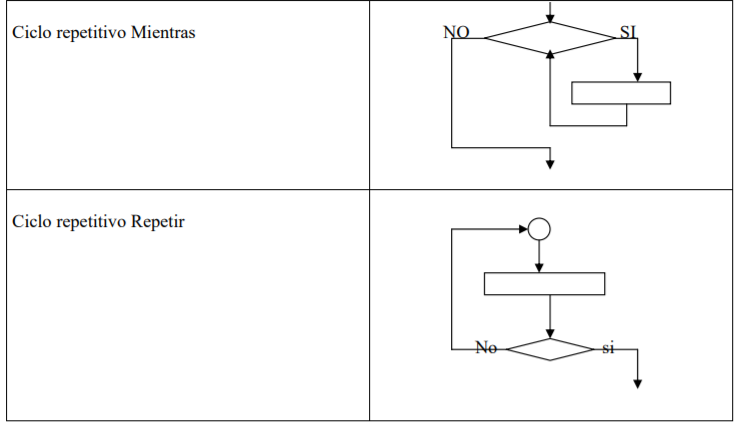 Ciclo repetitivo Mientras
NO
SI
Ciclo repetitivo Repetir
No
si